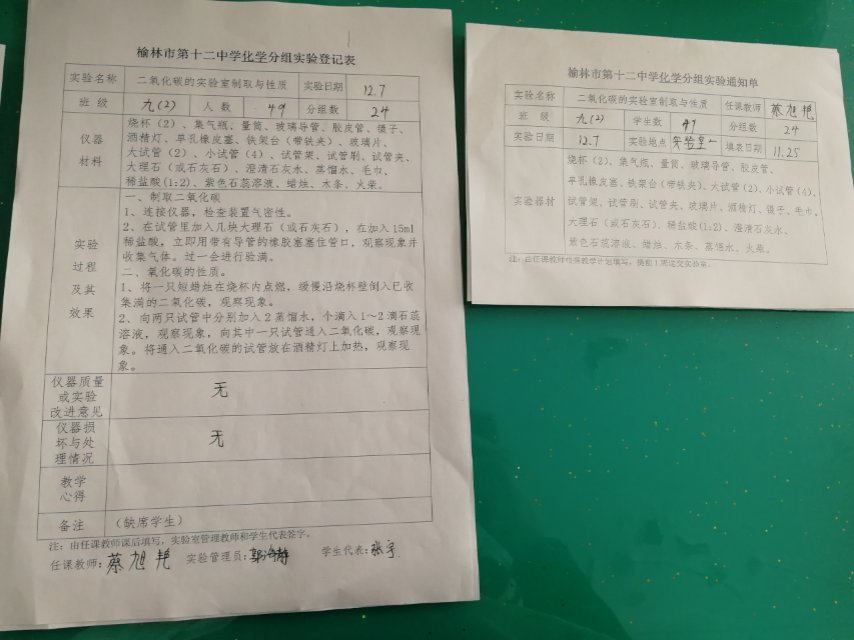 榆林市第十二中学化学分组实验登记表
实验名称 二氧化碳的实验室制取与性质 实验日期 12.7
班 级 九(2) 人 数 49 分组数 24
仪器
材料
烧杯(2)、集气瓶、量筒、玻璃导管、胶皮管、镊子、
酒精灯、单孔橡皮塞、铁架台(带铁夹)、玻璃片、
大试管(2)、小试管(4)、试管架、试管刷、试管夹、
大理石(或石灰石)、澄清石灰水、蒸馏水、毛巾、
稀盐酸(1:2)、紫色石蕊溶液、蜡烛、木条、火柴。
实验
过程
及其
效果
一、制取二氧化碳
1、连接仪器,检查装置气密性。
2、在试管里加入几块大理石(或石灰石),在加入15ml
稀盐酸,立即用带有导管的橡胶塞塞住管口,观察现象并
收集气体。过一会进行验满。
二、氧化碳的性质。
1、将一只短蜡烛在烧杯内点燃,缓慢沿烧杯壁倒入已收
集满的二氧化碳,观察现象。
2、向两只试管中分别加入2蒸馏水,个滴入1～2滴石蕊
溶液,观察现象,向其中一只试管通入二氧化碳,观察现
象。将通入二氧化碳的试管放在酒精灯上加热,观察现
象。
仪器质量
或实验
改进意见
无
仪器损
坏与处
理情况
无
教学
心得
备注 (缺席学生)
注:由任课教师课后填写,实验室管理教师和学生代表签字。
任课教师:蔡旭艳 实验管理员: 学生代表:张宇
榆林市第十二中学化学分组实验通知单
实验名称 二氧化碳的实验室制取与性质 任课教师 蔡旭艳
班 级 九(2) 学生数 49 分组数 24
实验日期 12.7 实验地点 实验室一 填表日期 11.25
实验器材
烧杯(2)、集气瓶、量筒、玻璃导管、胶皮管、
单孔橡皮塞、铁架台(带铁夹)、大试管(2)、小试管(4)、
试管架、试管刷、试管夹、玻璃片、酒精灯、镊子、毛巾、
大理石(或石灰石)、稀盐酸(1:2)、澄清石灰水、
紫色石蕊溶液、蜡烛、木条、蒸馏水、火柴。
注:由任课教师根据教学计划填写,提前1周送交实验室。